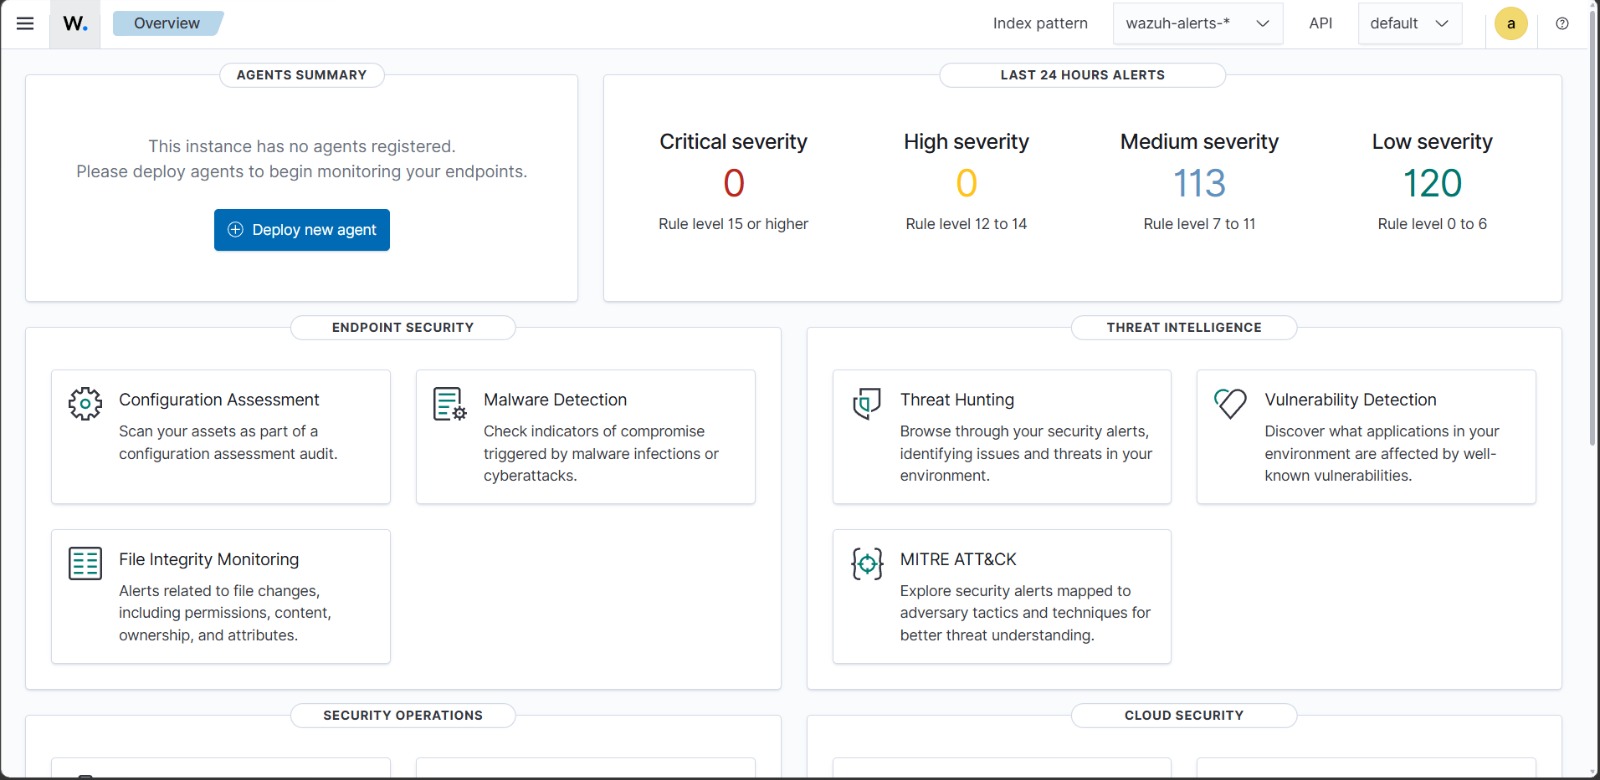 W.
Overview
Index pattern
wazuh-alerts-*
API
default
a
AGENTS SUMMARY
This instance has no agents registered.
Please deploy agents to begin monitoring your endpoints.
Deploy new agent
LAST 24 HOURS ALERTS
Critical severity
0
Rule level 15 or higher
High severity
0
Rule level 12 to 14
Medium severity
113
Rule level 7 to 11
Low severity
120
Rule level 0 to 6
ENDPOINT SECURITY
Configuration Assessment
Scan your assets as part of a
configuration assessment audit.
Malware Detection
Check indicators of compromise
triggered by malware infections or
cyberattacks.
File Integrity Monitoring
Alerts related to file changes,
including permissions, content,
ownership, and attributes.
THREAT INTELLIGENCE
Threat Hunting
Browse through your security alerts,
identifying issues and threats in your
environment.
Vulnerability Detection
Discover what applications in your
environment are affected by well-
known vulnerabilities.
MITRE ATT&CK
Explore security alerts mapped to
adversary tactics and techniques for
better threat understanding.
SECURITY OPERATIONS
CLOUD SECURITY